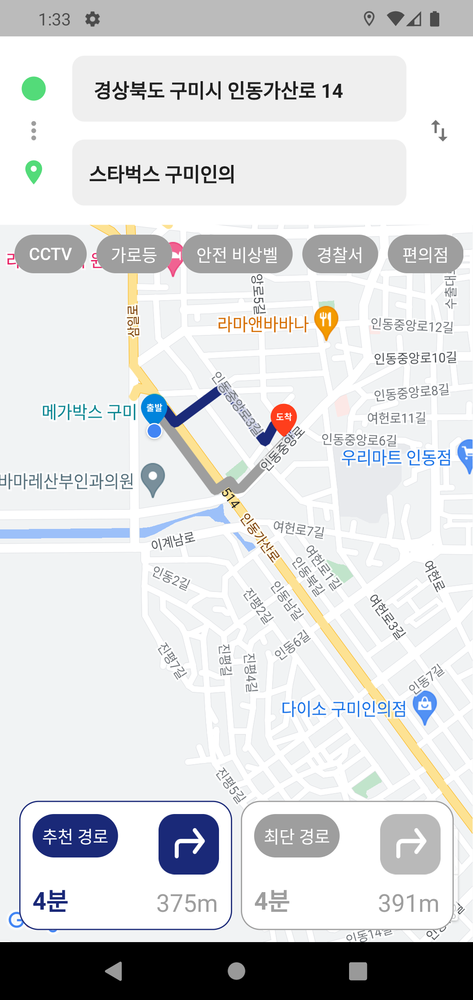 1:33
경상북도 구미시 인동가산로 14
스타벅스 구미인의
CCTV
가로등
안전 비상벨
경찰서
편의점
수출대로
앙로5길
삼일로
라마앤바바나
인동중앙로12길
인동중앙로10길
인동중앙로3길
인동중앙로8길
메가박스 구미
출발
도착
여헌로11길
인동중앙로
인동중앙로6길
우리마트 인동점
바마레산부인과의원
514
인동가산로
여헌로7길
이계남로
여헌로1길
인동북길
인동2길
여헌로
진평2길
인동남길
여헌로3길
인동6길
진평7길
진평길
진평4길
인동7길
다이소 구미인의점
진평5길
추천 경로
4분
375m
최단 경로
4분
391m
인동14길